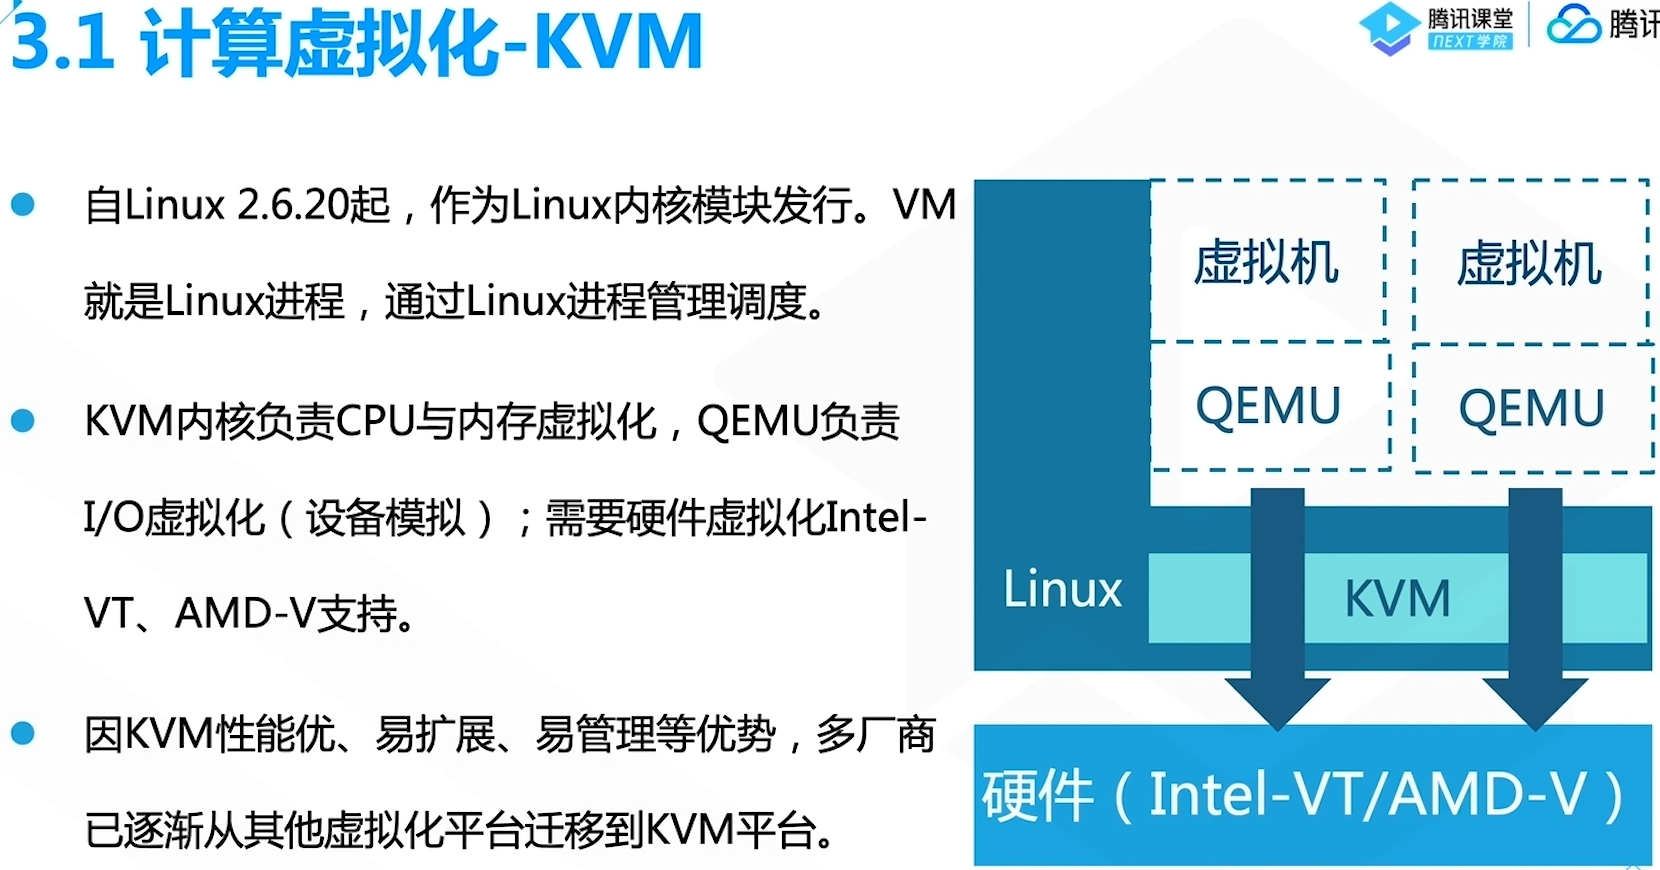 3.1 计算虚拟化-KVM
腾讯课堂
NEXT学院
腾讯
自Linux 2.6.20起，作为Linux内核模块发行。VM
就是Linux进程，通过Linux进程管理调度。
KVM内核负责CPU与内存虚拟化，QEMU负责
I/O虚拟化（设备模拟）；需要硬件虚拟化Intel-
VT、AMD-V支持。
因KVM性能优、易扩展、易管理等优势，多厂商
已逐渐从其他虚拟化平台迁移到KVM平台。
虚拟机
虚拟机
QEMU
QEMU
Linux
KVM
硬件（Intel-VT/AMD-V）